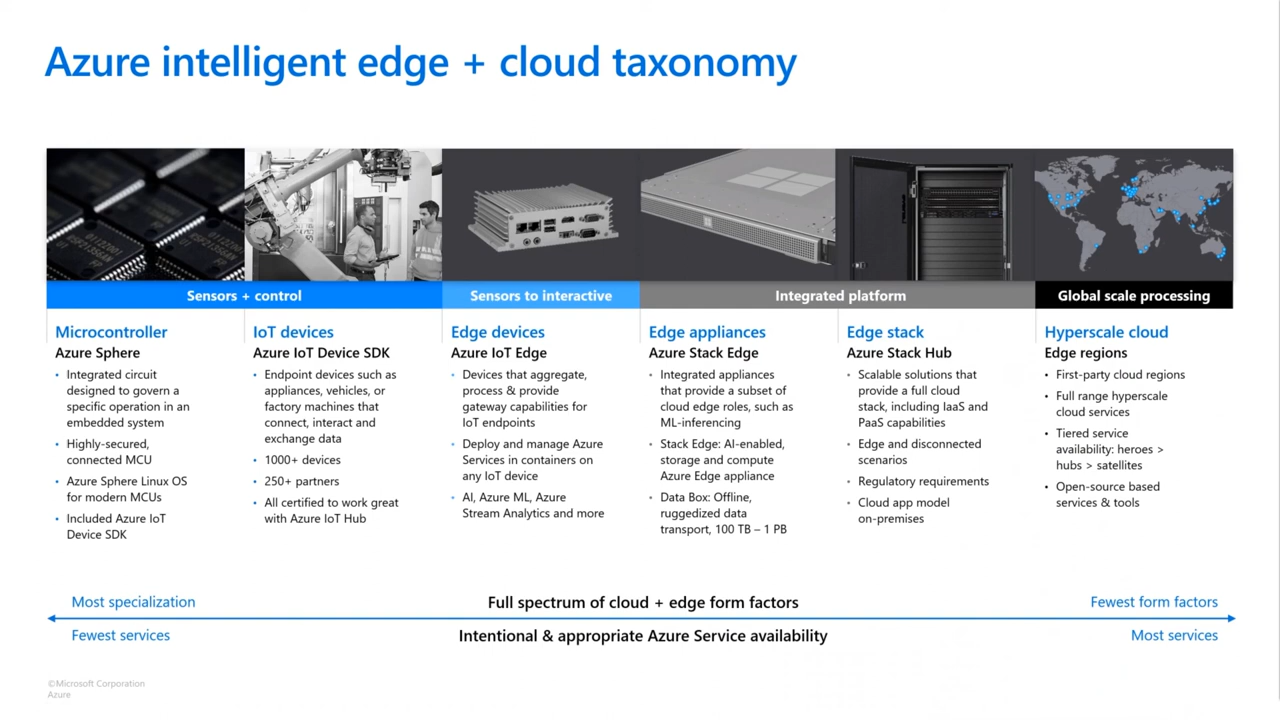 Azure intelligent edge + cloud taxonomy
Sensors + control
Sensors to interactive
Integrated platform
Global scale processing
Microcontroller
Azure Sphere
• Integrated circuit
designed to govern a
specific operation in an
embedded system
• Highly-secured,
connected MCU
• Azure Sphere Linux OS
for modern MCUs
• Included Azure IoT
Device SDK
IoT devices
Azure IoT Device SDK
• Endpoint devices such as
appliances, vehicles, or
factory machines that
connect, interact and
exchange data
• 1000+ devices
• 250+ partners
• All certified to work great
with Azure IoT Hub
Edge devices
Azure IoT Edge
• Devices that aggregate,
process & provide
gateway capabilities for
IoT endpoints
• Deploy and manage Azure
Services in containers on
any IoT device
• AI, Azure ML, Azure
Stream Analytics and more
Edge appliances
Azure Stack Edge
• Integrated appliances
that provide a subset of
cloud edge roles, such as
ML-inferencing
• Stack Edge: AI-enabled,
storage and compute
Azure Edge appliance
• Data Box: Offline,
ruggedized data
transport, 100 TB – 1 PB
Edge stack
Azure Stack Hub
• Scalable solutions that
provide a full cloud
stack, including IaaS and
PaaS capabilities
• Edge and disconnected
scenarios
• Regulatory requirements
• Cloud app model
on-premises
Hyperscale cloud
Edge regions
• First-party cloud regions
• Full range hyperscale
cloud services
• Tiered service
availability: heroes >
hubs > satellites
• Open-source based
services & tools
Most specialization
Full spectrum of cloud + edge form factors
Fewest form factors
Fewest services
Intentional & appropriate Azure Service availability
Most services
©Microsoft Corporation
Azure